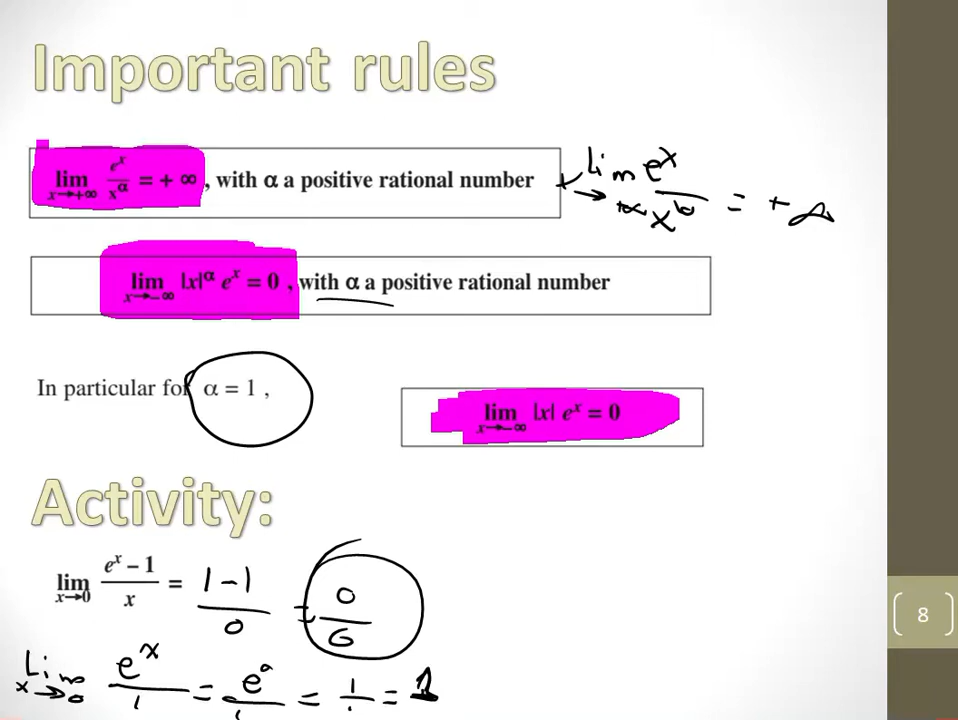 Important rules
lim x→+∞ e^x / x^α = + ∞ , with α a positive rational number
lim x→+∞ e^x / x^b = +∞
lim x→–∞ |x|^α e^x = 0 , with α a positive rational number
In particular for α = 1 ,
lim x→–∞ |x| e^x = 0
Activity:
lim x→0 (e^x – 1) / x = (1 – 1) / 0 = 0 / 0
8
Lim x→0 e^x / 1 = e^0 / 1 = 1 / 1 = 1